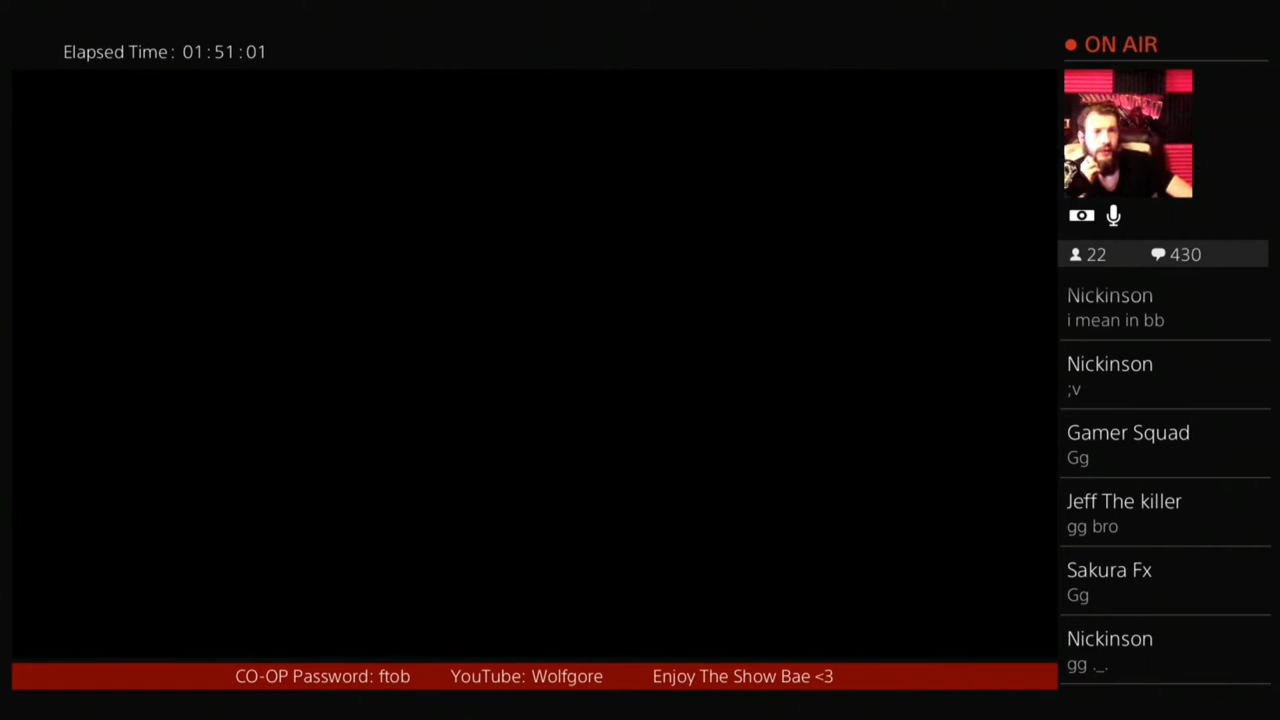 Elapsed Time: 01:51:01
ON AIR
22 430
Nickinson
i mean in bb
Nickinson
;v
Gamer Squad
Gg
Jeff The killer
gg bro
Sakura Fx
Gg
Nickinson
gg ._.
CO-OP Password: ftob YouTube: Wolfgore Enjoy The Show Bae <3